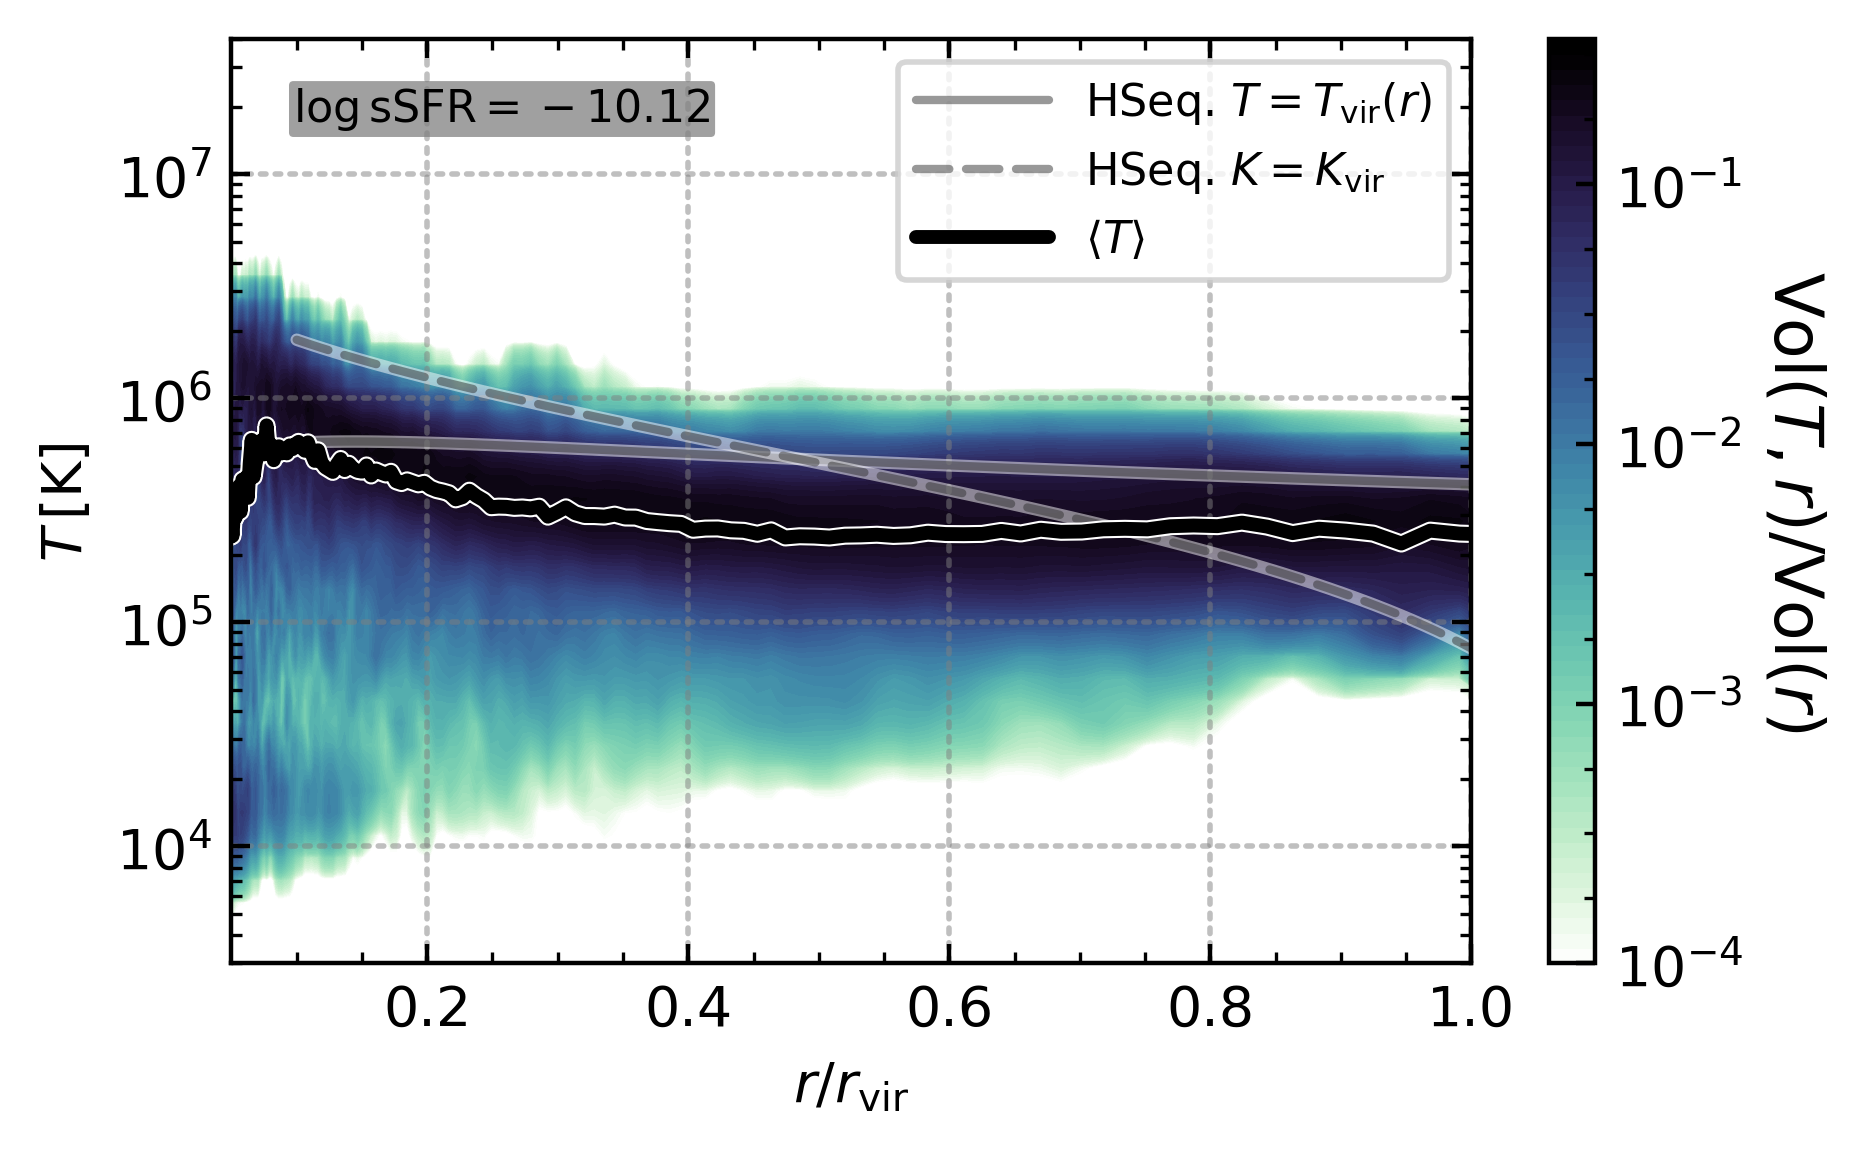 log sSFR = −10.12
HSeq. T = T_vir(r)
HSeq. K = K_vir
⟨T⟩
10^7
10^6
10^5
10^4
T [K]
0.2 0.4 0.6 0.8 1.0
r/r_vir
10^−1
10^−2
10^−3
10^−4
Vol(T, r)/Vol(r)